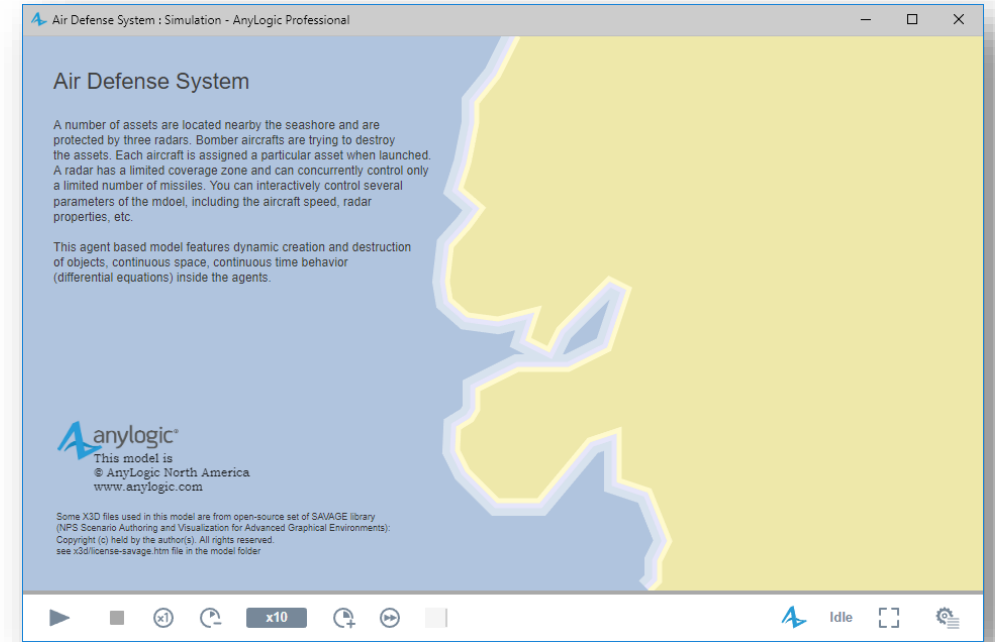 Air Defense System : Simulation - AnyLogic Professional
Air Defense System
A number of assets are located nearby the seashore and are
protected by three radars. Bomber aircrafts are trying to destroy
the assets. Each aircraft is assigned a particular asset when launched.
A radar has a limited coverage zone and can concurrently control only
a limited number of missiles. You can interactively control several
parameters of the mdoel, including the aircraft speed, radar
properties, etc.
This agent based model features dynamic creation and destruction
of objects, continuous space, continuous time behavior
(differential equations) inside the agents.
anylogic®
This model is
© AnyLogic North America
www.anylogic.com
Some X3D files used in this model are from open-source set of SAVAGE library
(NPS Scenario Authoring and Visualization for Advanced Graphical Environments):
Copyright (c) held by the author(s). All rights reserved.
see x3d/license-savage.htm file in the model folder
x1 x10 Idle